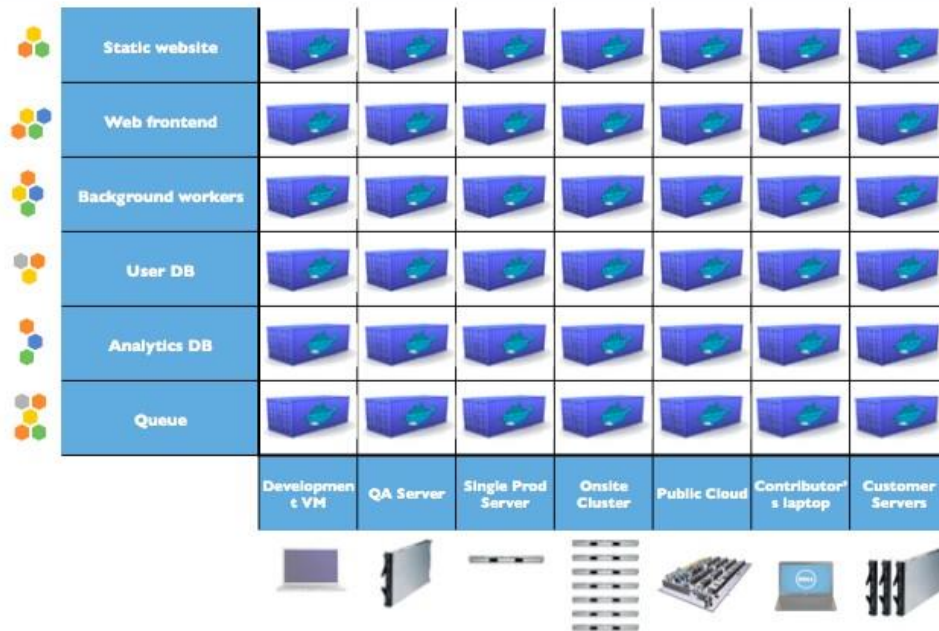 Static website
Web frontend
Background workers
User DB
Analytics DB
Queue
Developmen
t VM
QA Server
Single Prod
Server
Onsite
Cluster
Public Cloud
Contributor'
s laptop
Customer
Servers
DELL